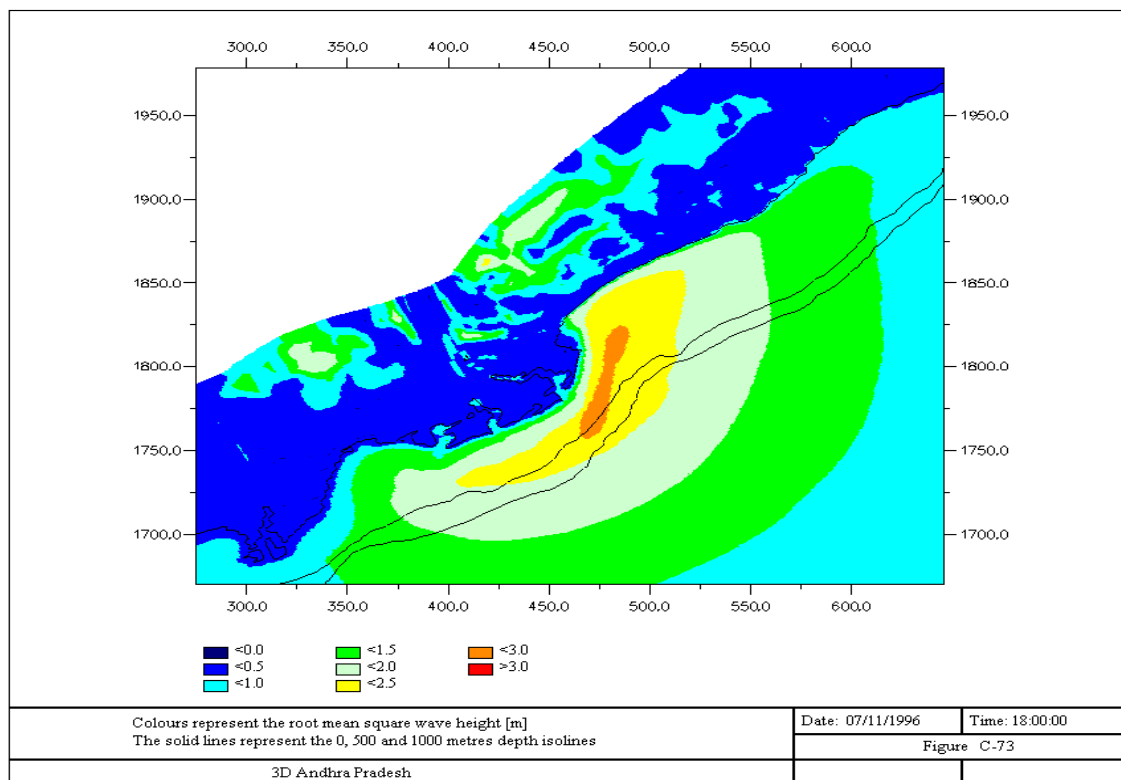 300.0 350.0 400.0 450.0 500.0 550.0 600.0
1950.0 1950.0
1900.0 1900.0
1850.0 1850.0
1800.0 1800.0
1750.0 1750.0
1700.0 1700.0
300.0 350.0 400.0 450.0 500.0 550.0 600.0
<0.0 <1.5 <3.0
<0.5 <2.0 >3.0
<1.0 <2.5
Colours represent the root mean square wave height [m]
The solid lines represent the 0, 500 and 1000 metres depth isolines
Date: 07/11/1996 Time: 18:00:00
Figure C-73
3D Andhra Pradesh